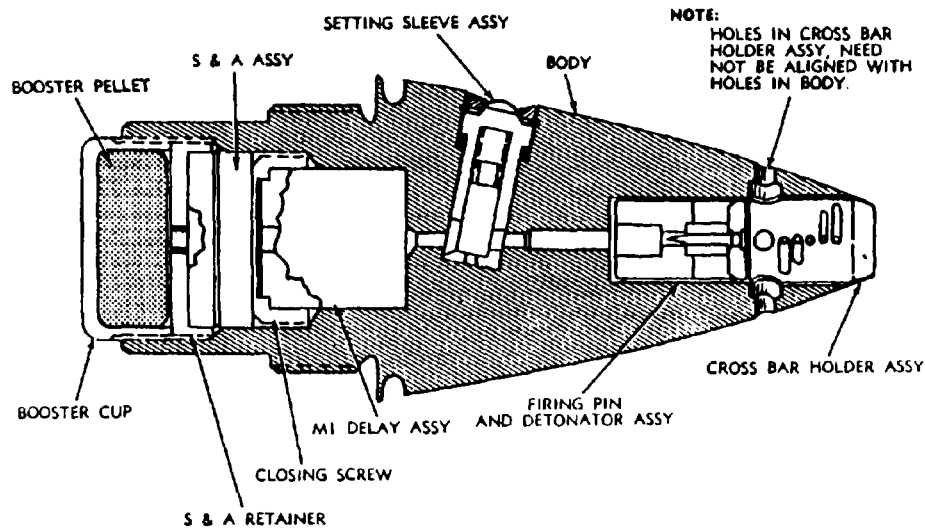 SETTING SLEEVE ASSY
NOTE:
HOLES IN CROSS BAR
HOLDER ASSY, NEED
NOT BE ALIGNED WITH
HOLES IN BODY.
S & A ASSY
BODY
BOOSTER PELLET
CROSS BAR HOLDER ASSY
BOOSTER CUP
FIRING PIN
AND DETONATOR ASSY
M1 DELAY ASSY
CLOSING SCREW
S & A RETAINER